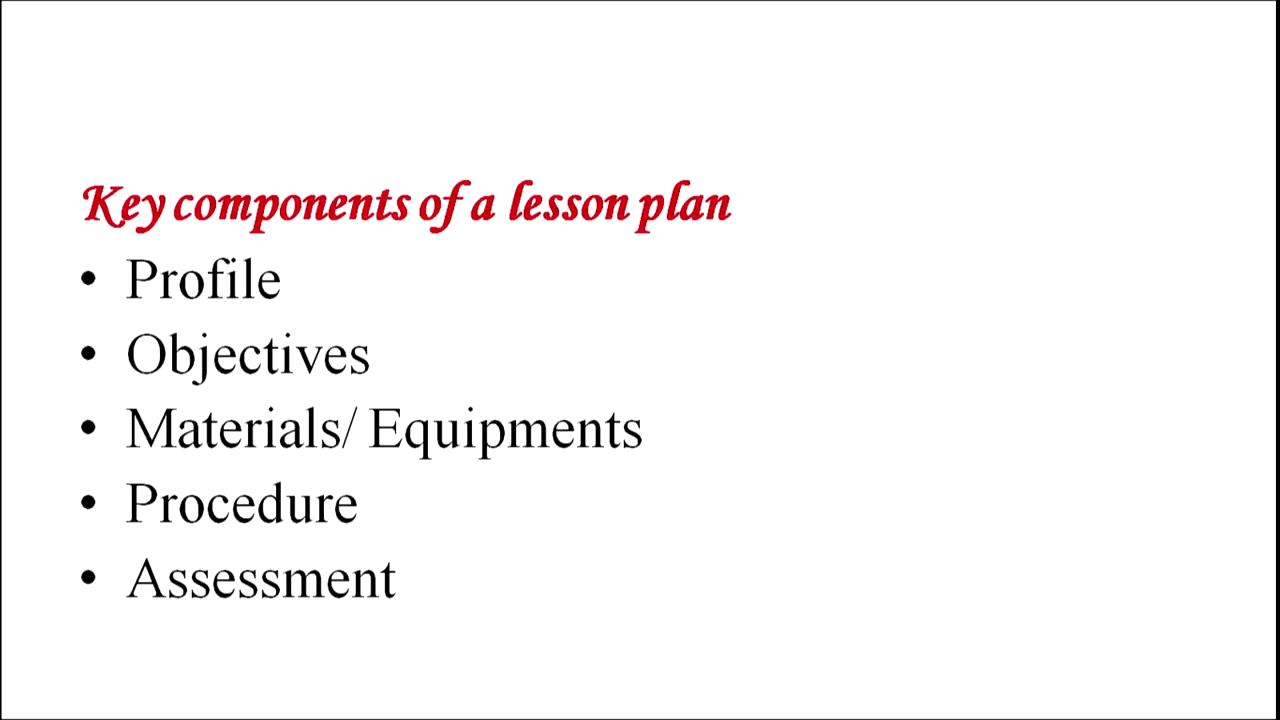 Key components of a lesson plan
• Profile
• Objectives
• Materials/ Equipments
• Procedure
• Assessment